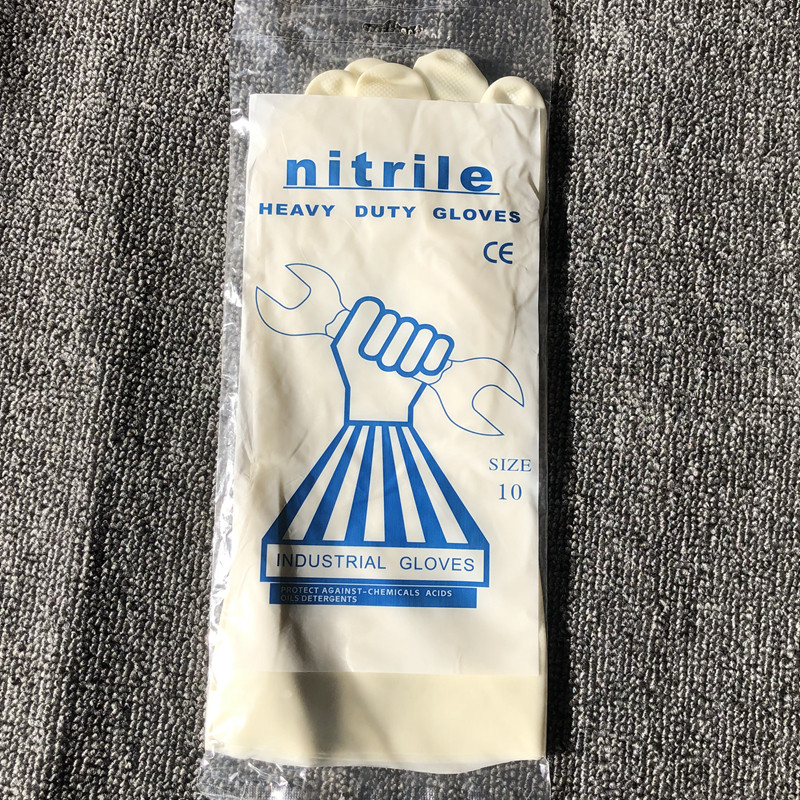 nitrile
HEAVY DUTY GLOVES
CE
SIZE
10
INDUSTRIAL GLOVES
PROTECT AGAINST-CHEMICALS ACIDS
OILS DETERGENTS